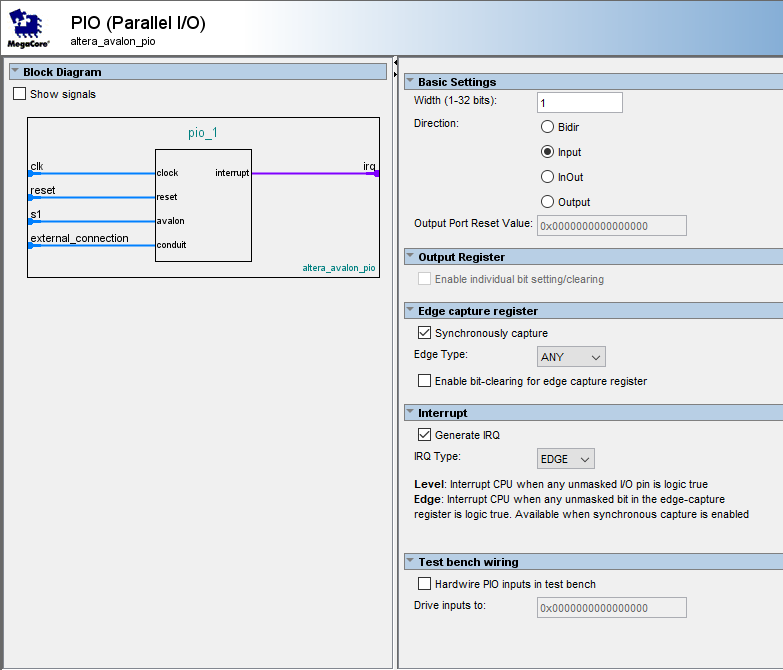 PIO (Parallel I/O)
altera_avalon_pio
MegaCore®
Block Diagram
Show signals
pio_1
clk
clock
interrupt
irq
reset
reset
s1
avalon
external_connection
conduit
altera_avalon_pio
Basic Settings
Width (1-32 bits):
1
Direction:
Bidir
Input
InOut
Output
Output Port Reset Value:
0x0000000000000000
Output Register
Enable individual bit setting/clearing
Edge capture register
Synchronously capture
Edge Type:
ANY
Enable bit-clearing for edge capture register
Interrupt
Generate IRQ
IRQ Type:
EDGE
Level: Interrupt CPU when any unmasked I/O pin is logic true
Edge: Interrupt CPU when any unmasked bit in the edge-capture
register is logic true. Available when synchronous capture is enabled
Test bench wiring
Hardwire PIO inputs in test bench
Drive inputs to:
0x0000000000000000